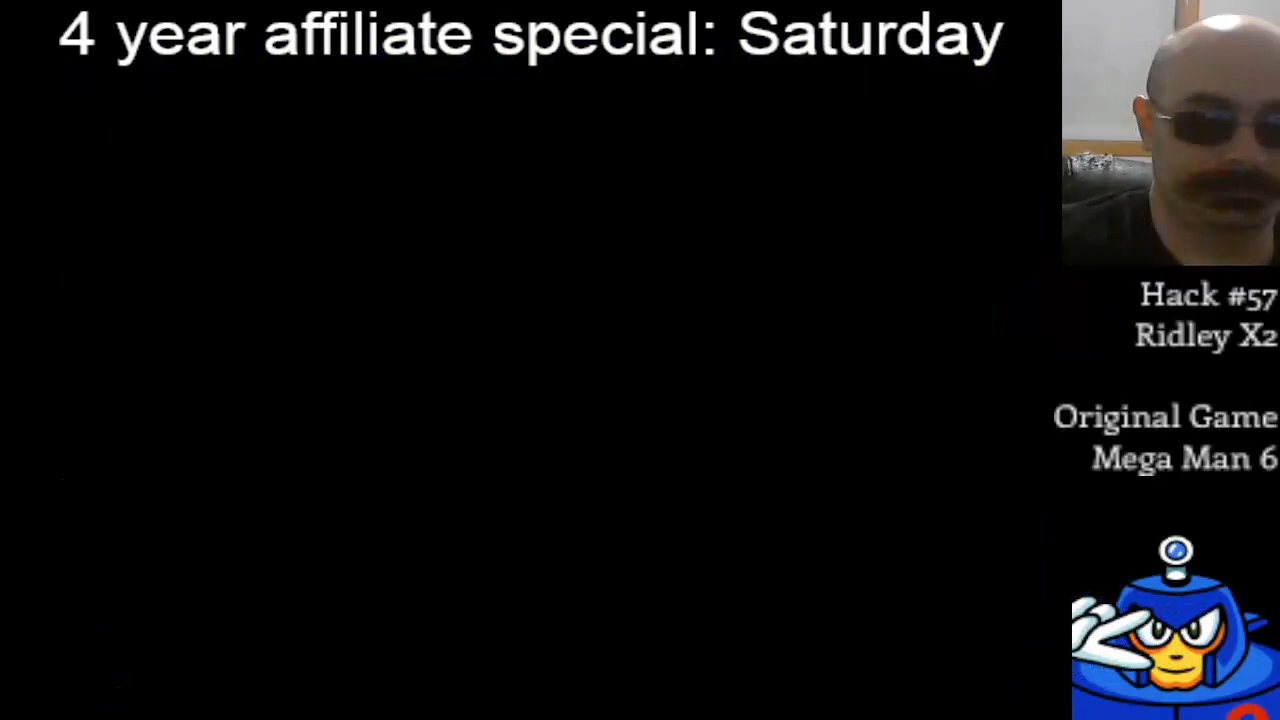 4 year affiliate special: Saturday
Hack #57
Ridley X2
Original Game
Mega Man 6